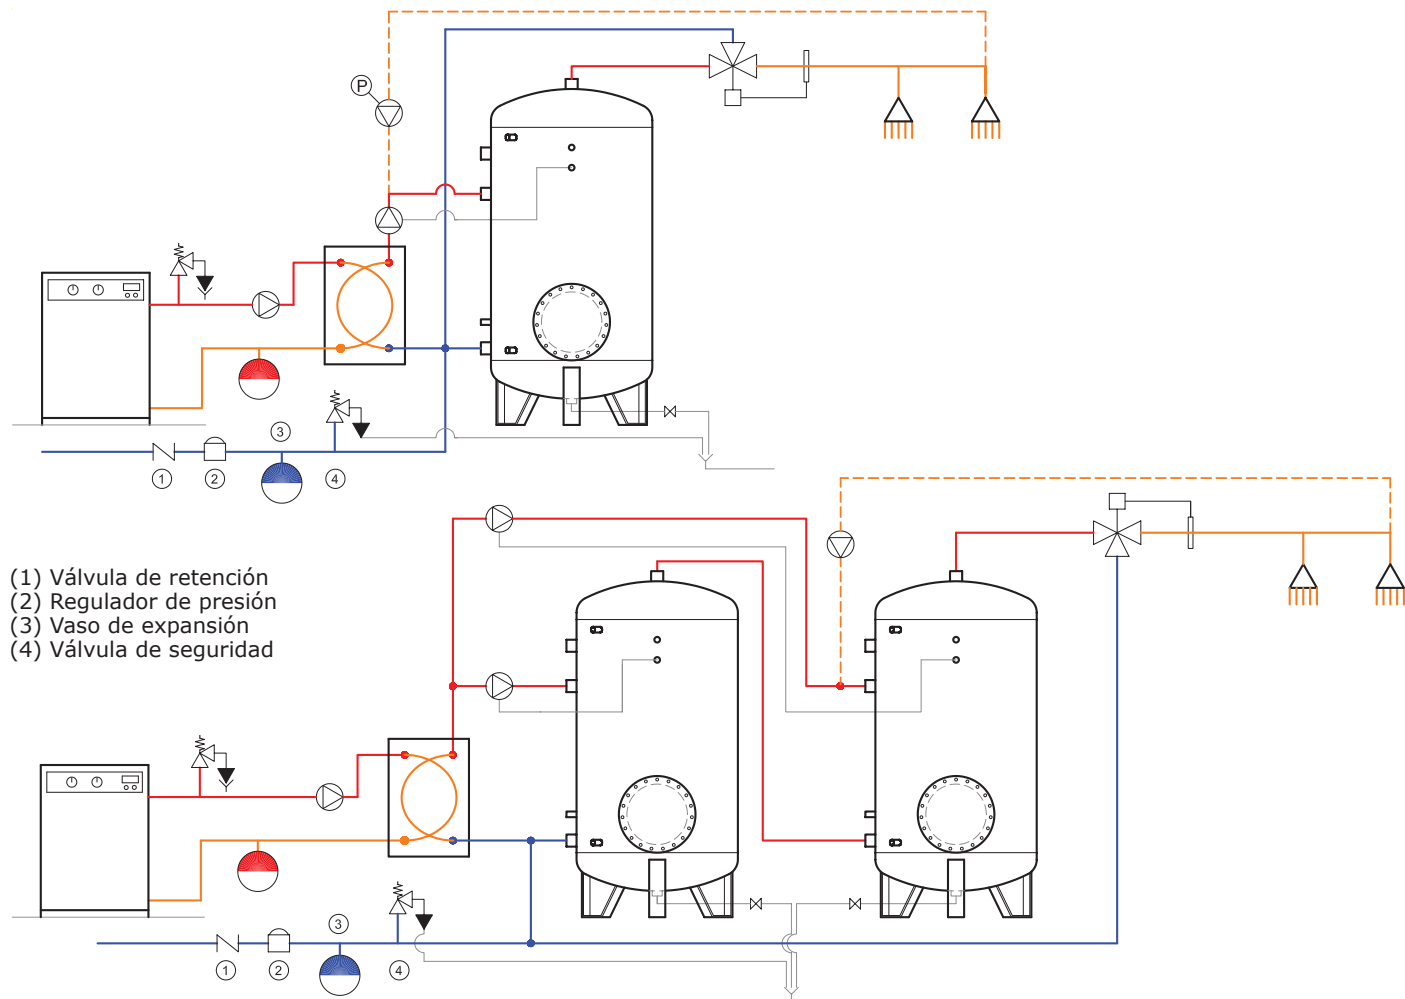 P
3
1
2
4
(1) Válvula de retención
(2) Regulador de presión
(3) Vaso de expansión
(4) Válvula de seguridad
3
1
2
4